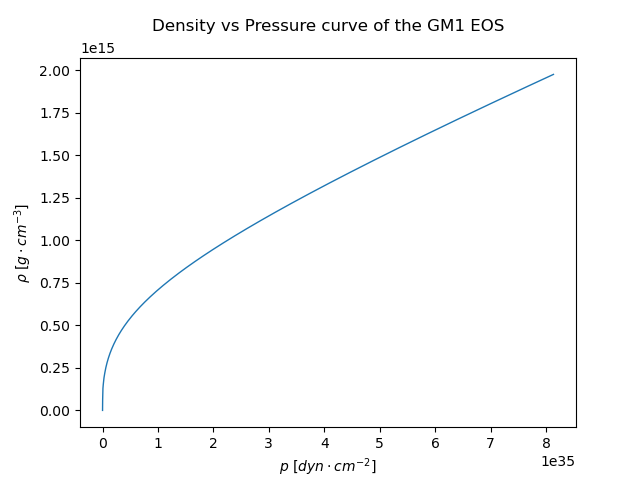 Density vs Pressure curve of the GM1 EOS
1e15
2.00
1.75
1.50
1.25
1.00
0.75
0.50
0.25
0.00
ρ [g · cm⁻³]
0 1 2 3 4 5 6 7 8
1e35
p [dyn · cm⁻²]